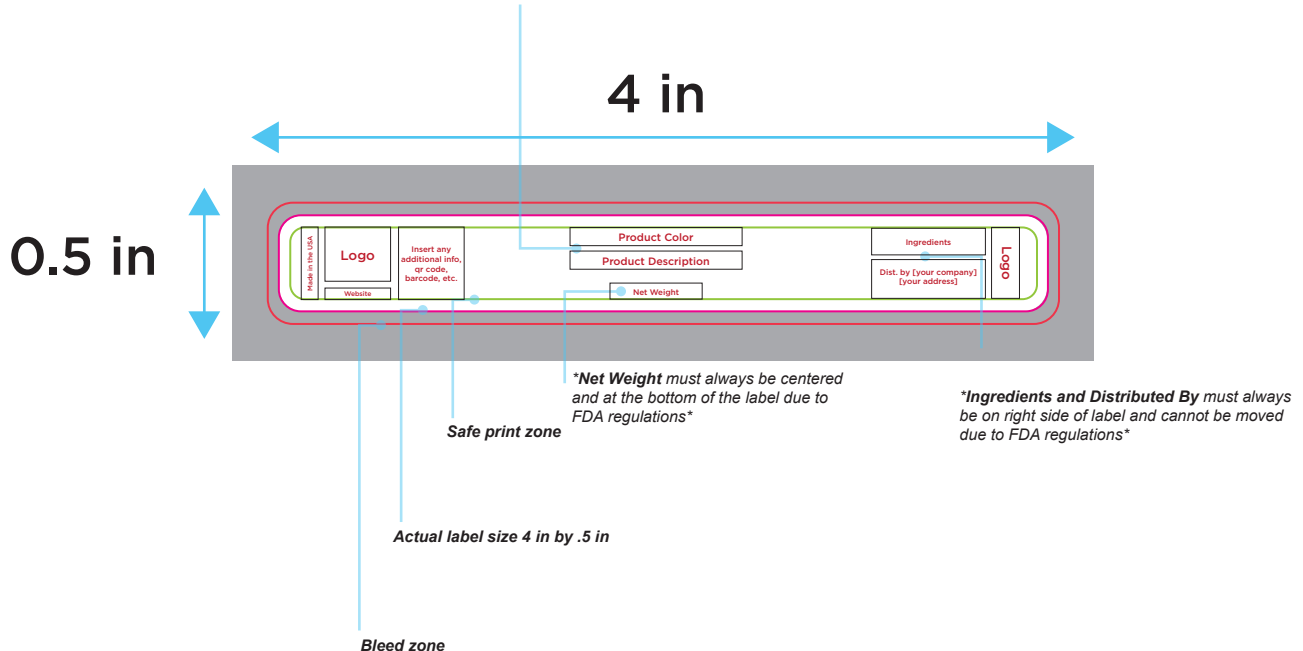 4 in
0.5 in
Made in the USA
Logo
Website
Insert any
additional info,
qr code,
barcode, etc.
Product Color
Product Description
Net Weight
Ingredients
Dist. by [your company]
[your address]
Logo
*Net Weight must always be centered
and at the bottom of the label due to
FDA regulations*
*Ingredients and Distributed By must always
be on right side of label and cannot be moved
due to FDA regulations*
Safe print zone
Actual label size 4 in by .5 in
Bleed zone